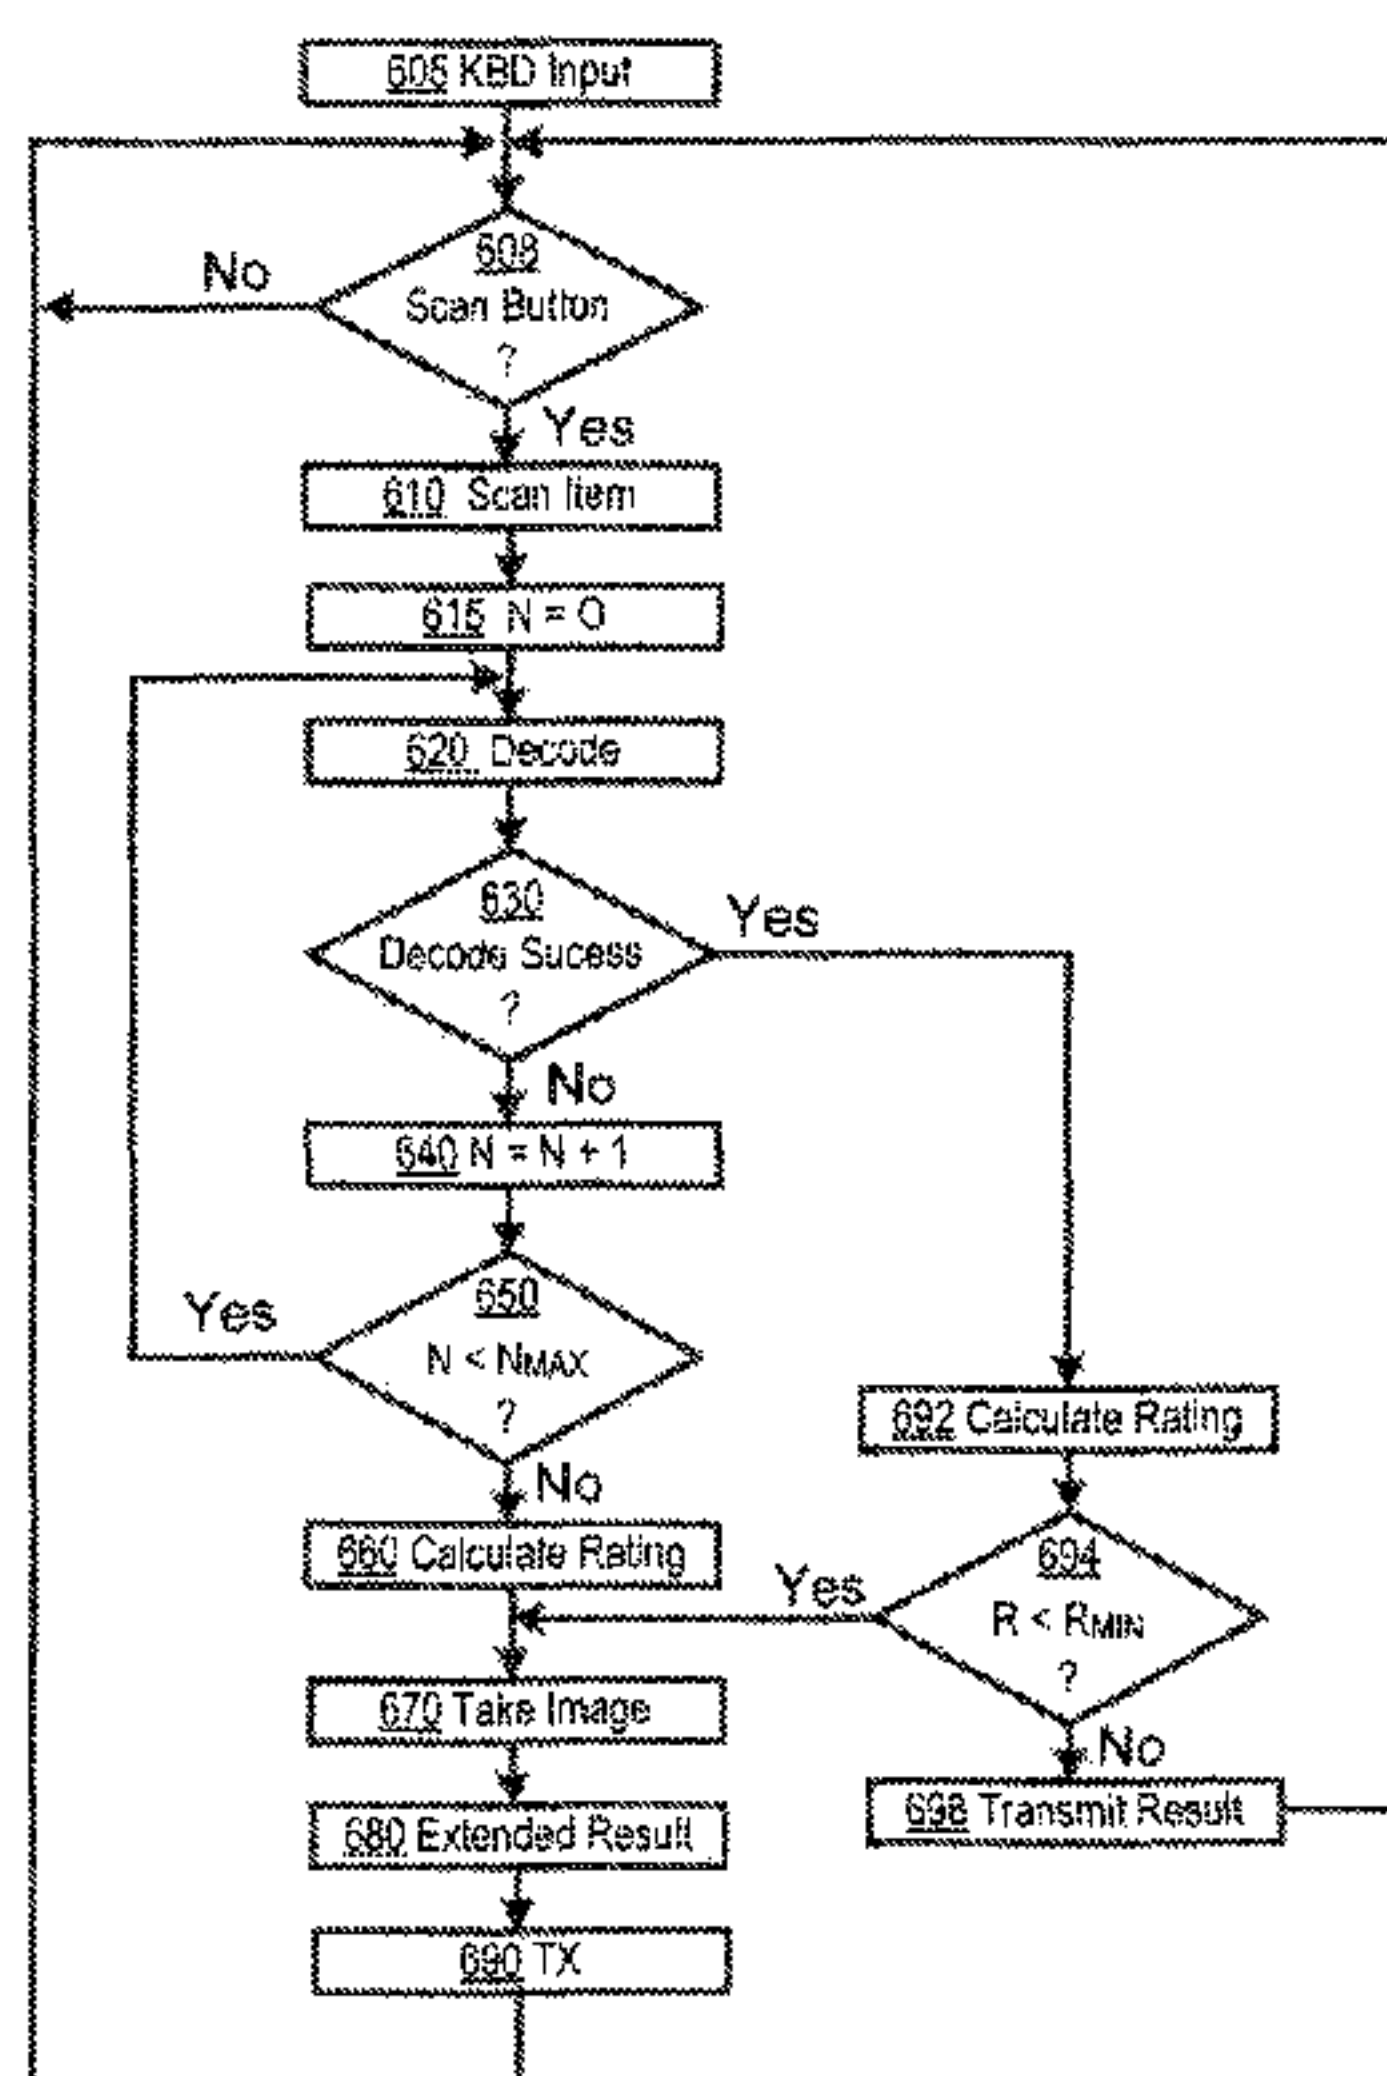 605 KBD Input
608
No
Scan Button
?
Yes
610 Scan Item
615 N = O
620 Decode
630
Yes
Decode Sucess
?
No
640 N = N + 1
650
Yes
N < NMAX
?
692 Calculate Rating
No
660 Calculate Rating
694
Yes
R < RMIN
?
670 Take Image
No
698 Transmit Result
680 Extended Result
690 TX